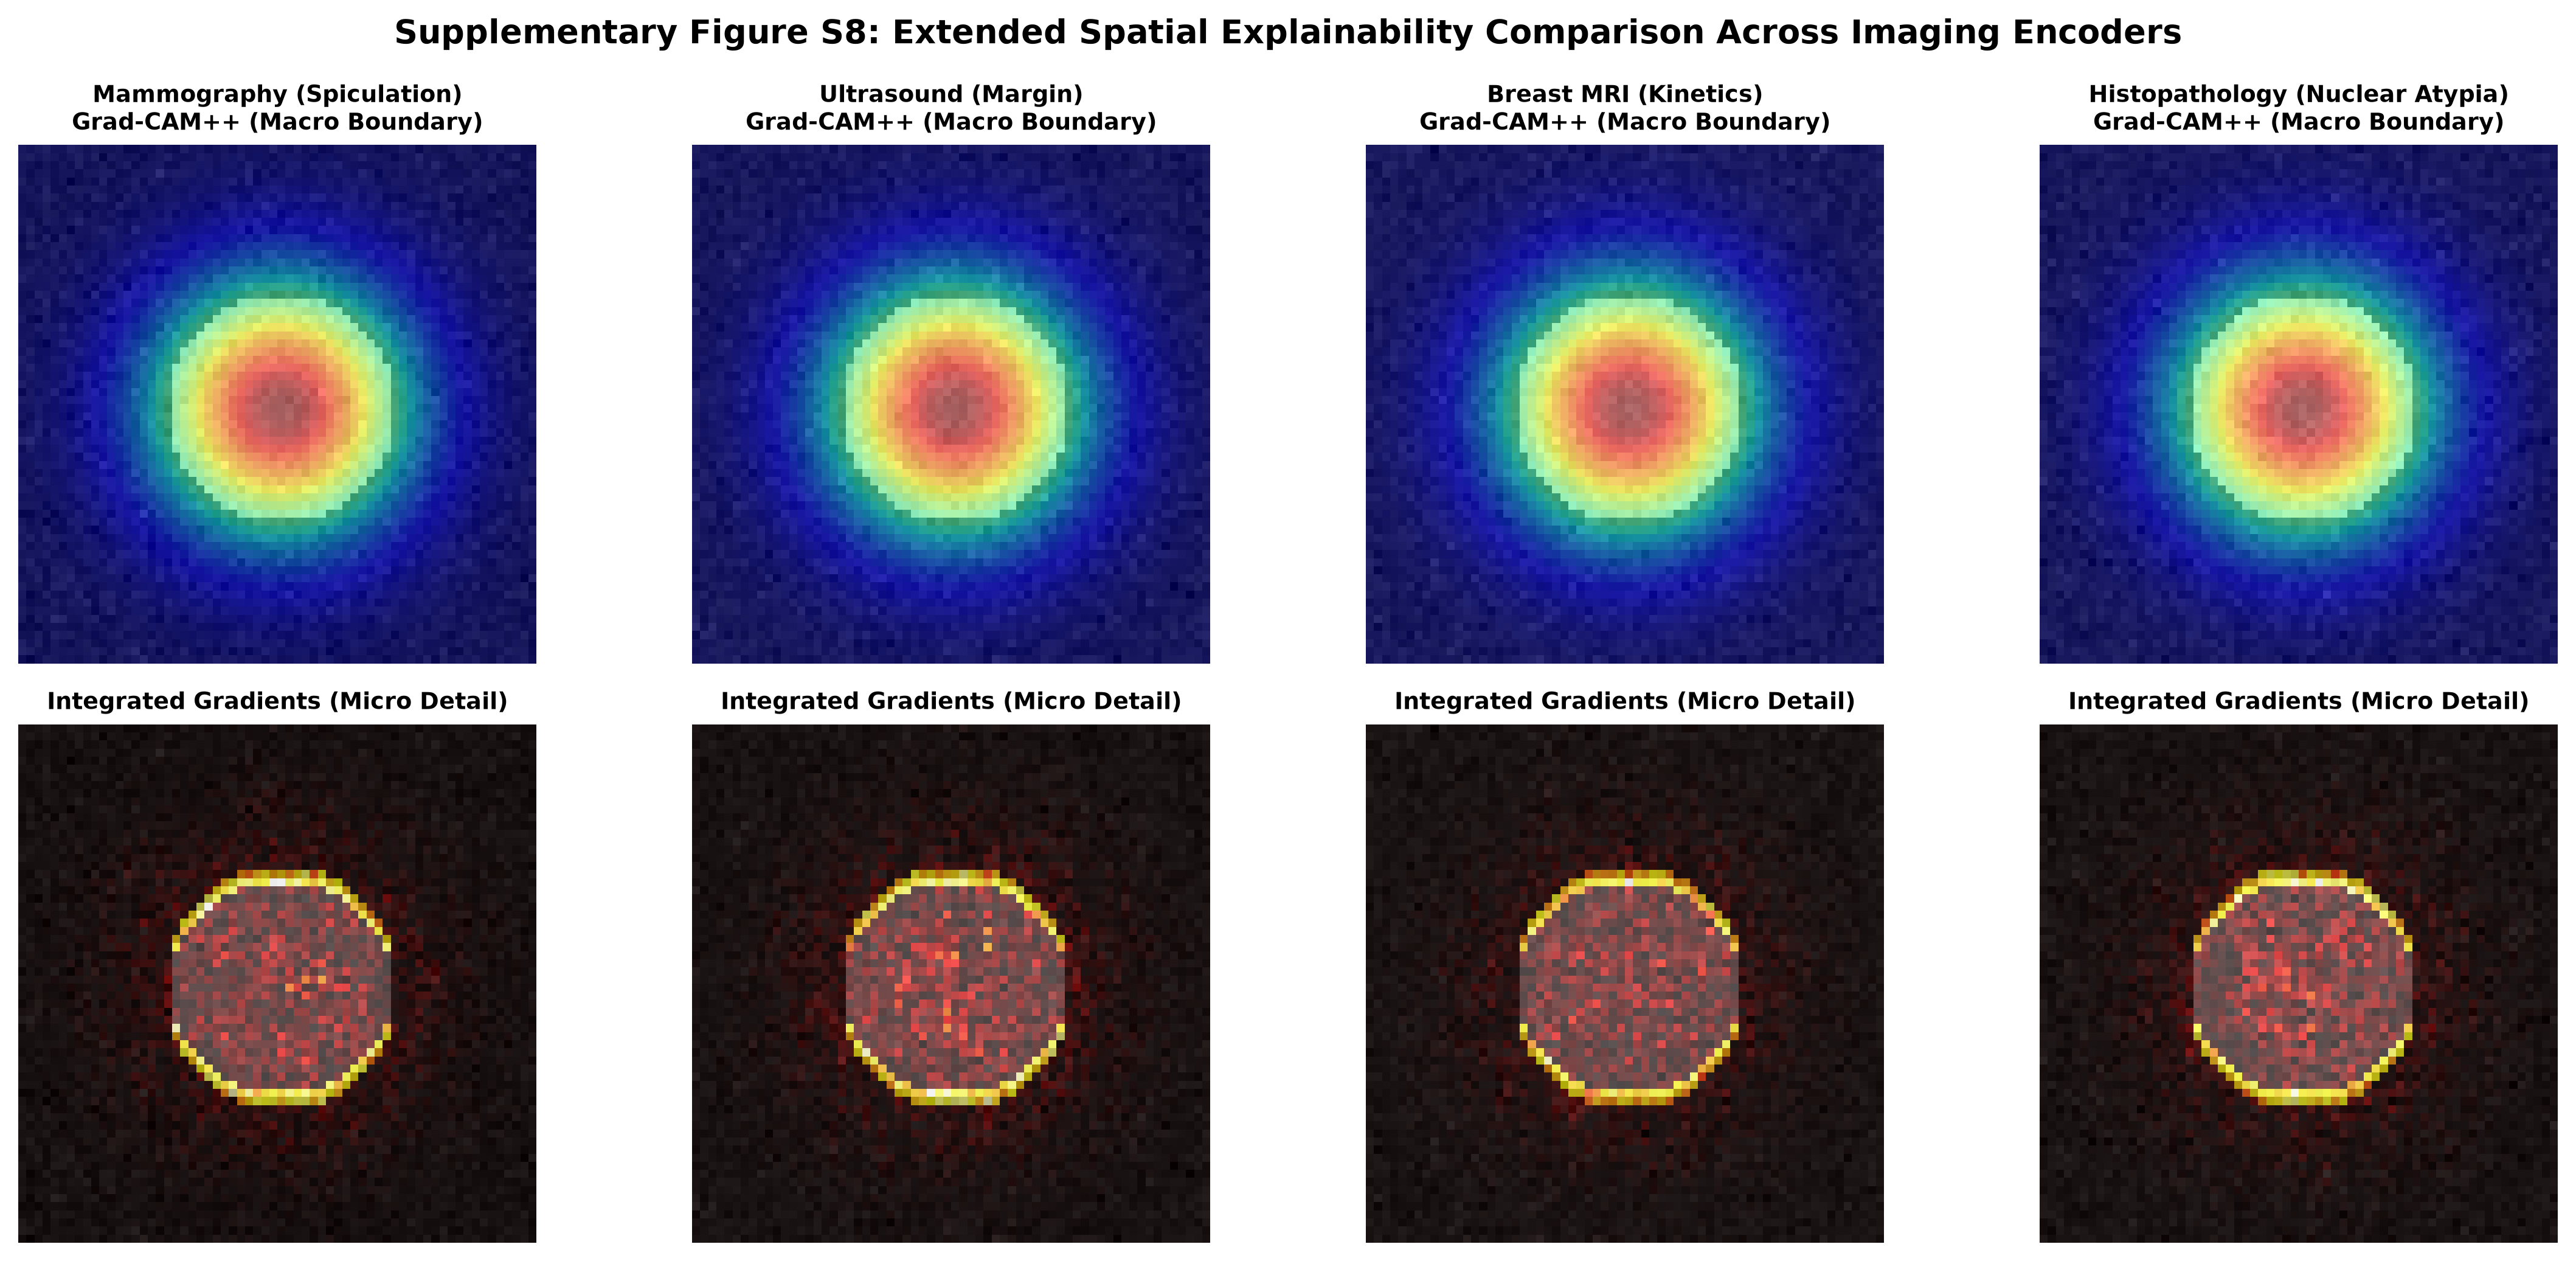 Supplementary Figure S8: Extended Spatial Explainability Comparison Across Imaging Encoders
Mammography (Spiculation)
Grad-CAM++ (Macro Boundary)
Ultrasound (Margin)
Grad-CAM++ (Macro Boundary)
Breast MRI (Kinetics)
Grad-CAM++ (Macro Boundary)
Histopathology (Nuclear Atypia)
Grad-CAM++ (Macro Boundary)
Integrated Gradients (Micro Detail)
Integrated Gradients (Micro Detail)
Integrated Gradients (Micro Detail)
Integrated Gradients (Micro Detail)